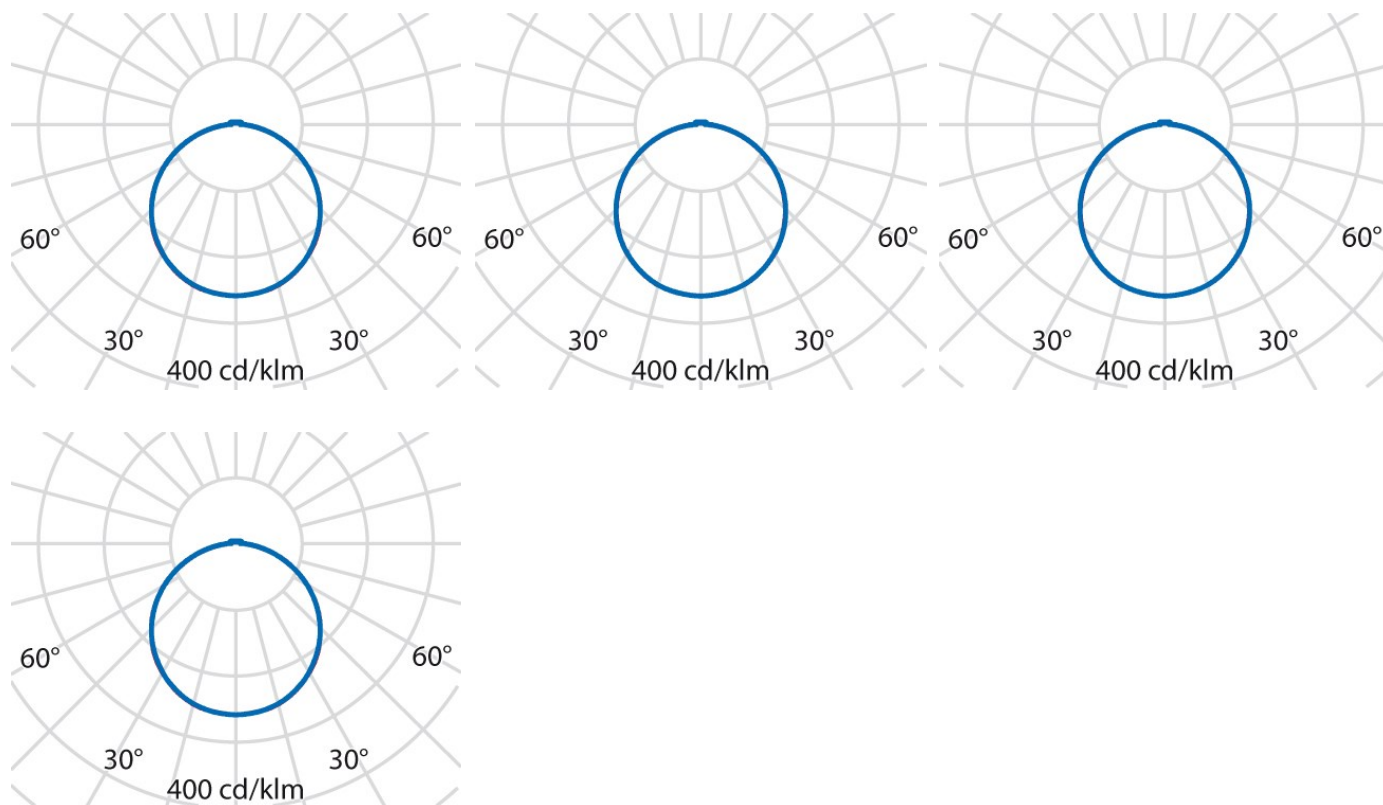 60° 60° 60° 60° 60° 60°
30° 30° 30° 30° 30° 30°
400 cd/klm 400 cd/klm 400 cd/klm
60° 60°
30° 30°
400 cd/klm